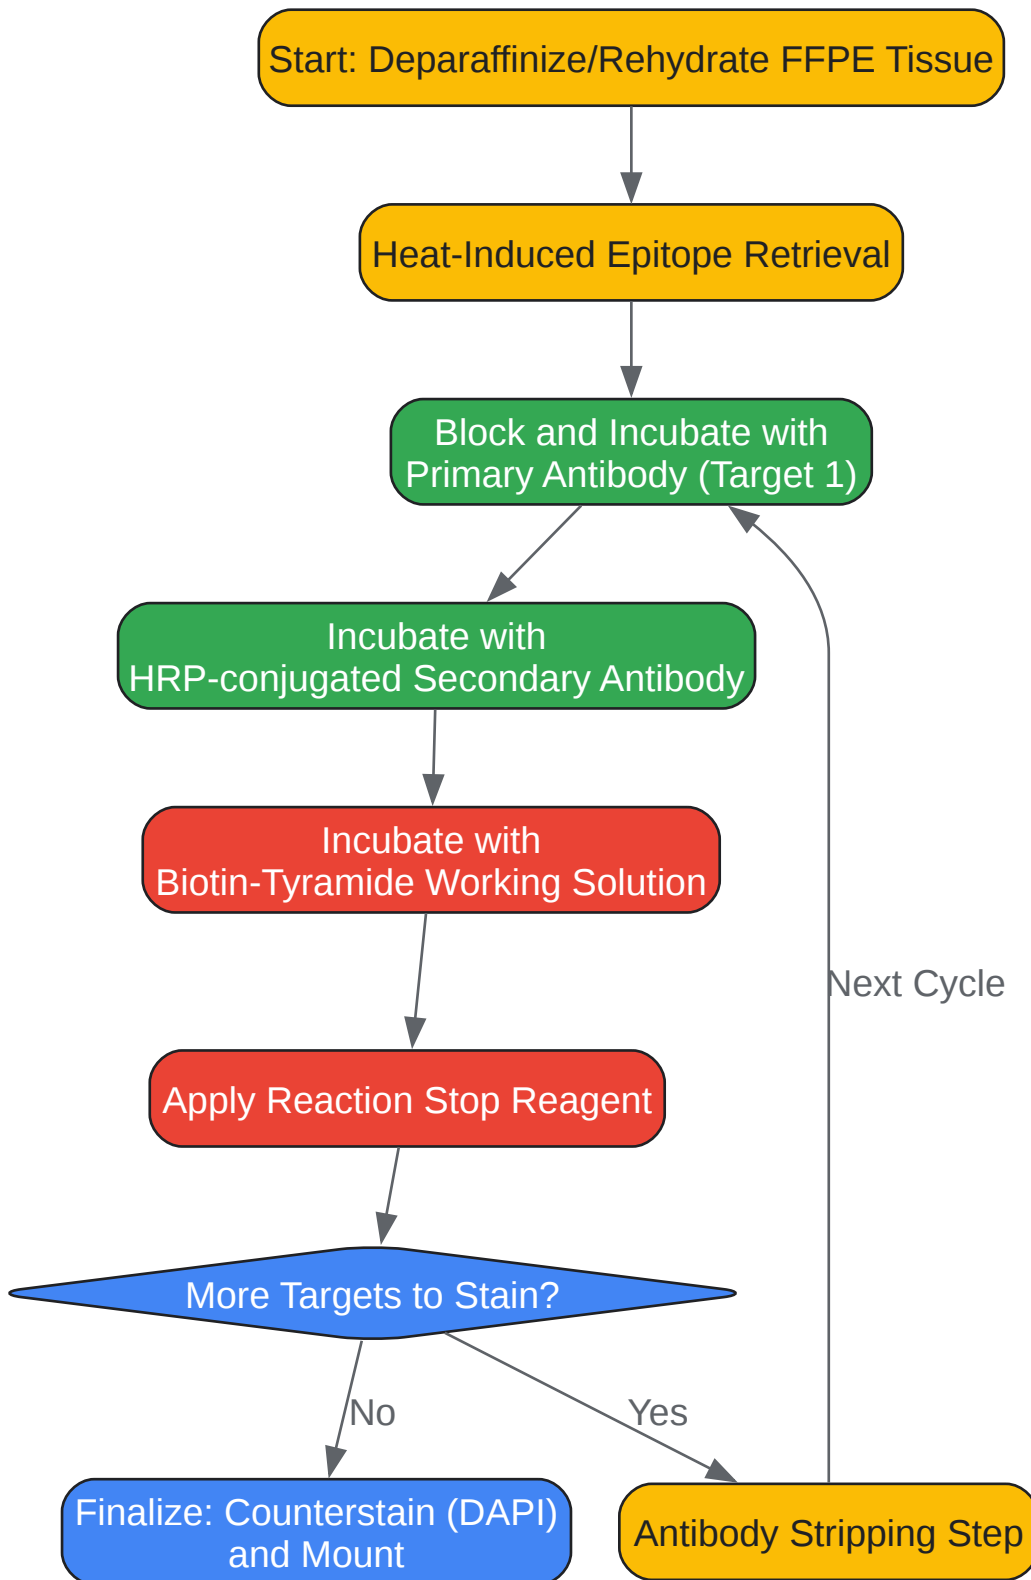 Start: Deparaffinize/Rehydrate FFPE Tissue
Heat-Induced Epitope Retrieval
Block and Incubate with
Primary Antibody (Target 1)
Incubate with
HRP-conjugated Secondary Antibody
Incubate with
Biotin-Tyramide Working Solution
Next Cycle
Apply Reaction Stop Reagent
More Targets to Stain?
No
Yes
Finalize: Counterstain (DAPI)
and Mount
Antibody Stripping Step